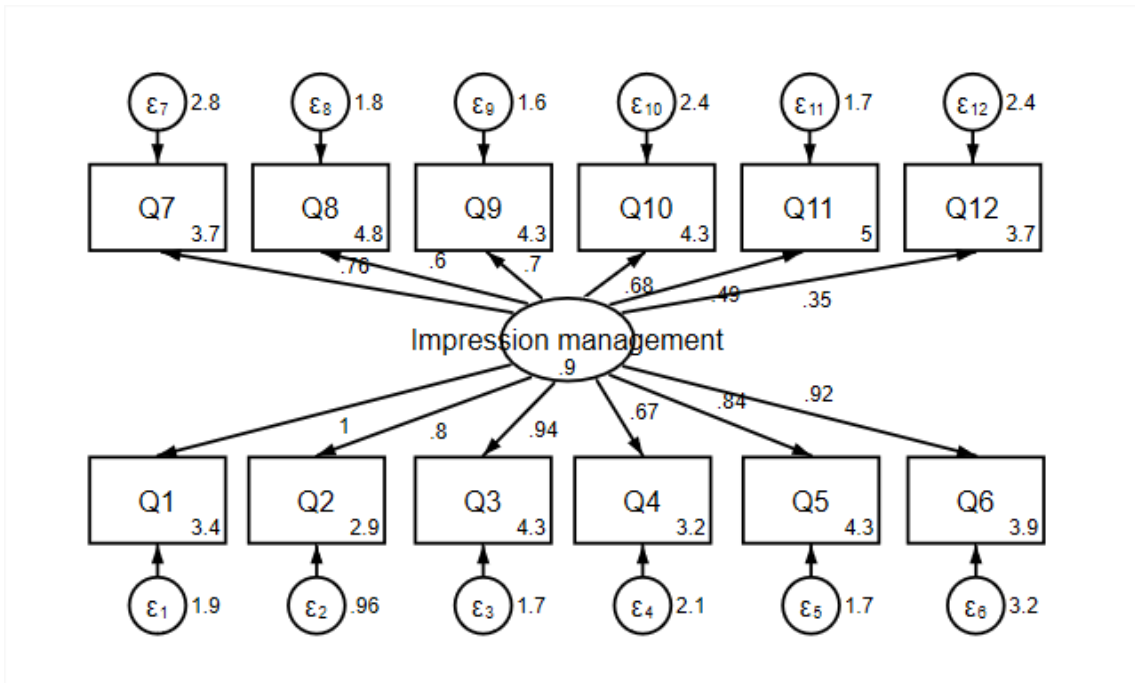 ε7 2.8 ε8 1.8 ε9 1.6 ε10 2.4 ε11 1.7 ε12 2.4
Q7 Q8 Q9 Q10 Q11 Q12
3.7 4.8 4.3 4.3 5 3.7
.76 .6 .7 .68 .49 .35
Impression management
.9
1 .8 .94 .67 .84 .92
Q1 Q2 Q3 Q4 Q5 Q6
3.4 2.9 4.3 3.2 4.3 3.9
ε1 1.9 ε2 .96 ε3 1.7 ε4 2.1 ε5 1.7 ε6 3.2